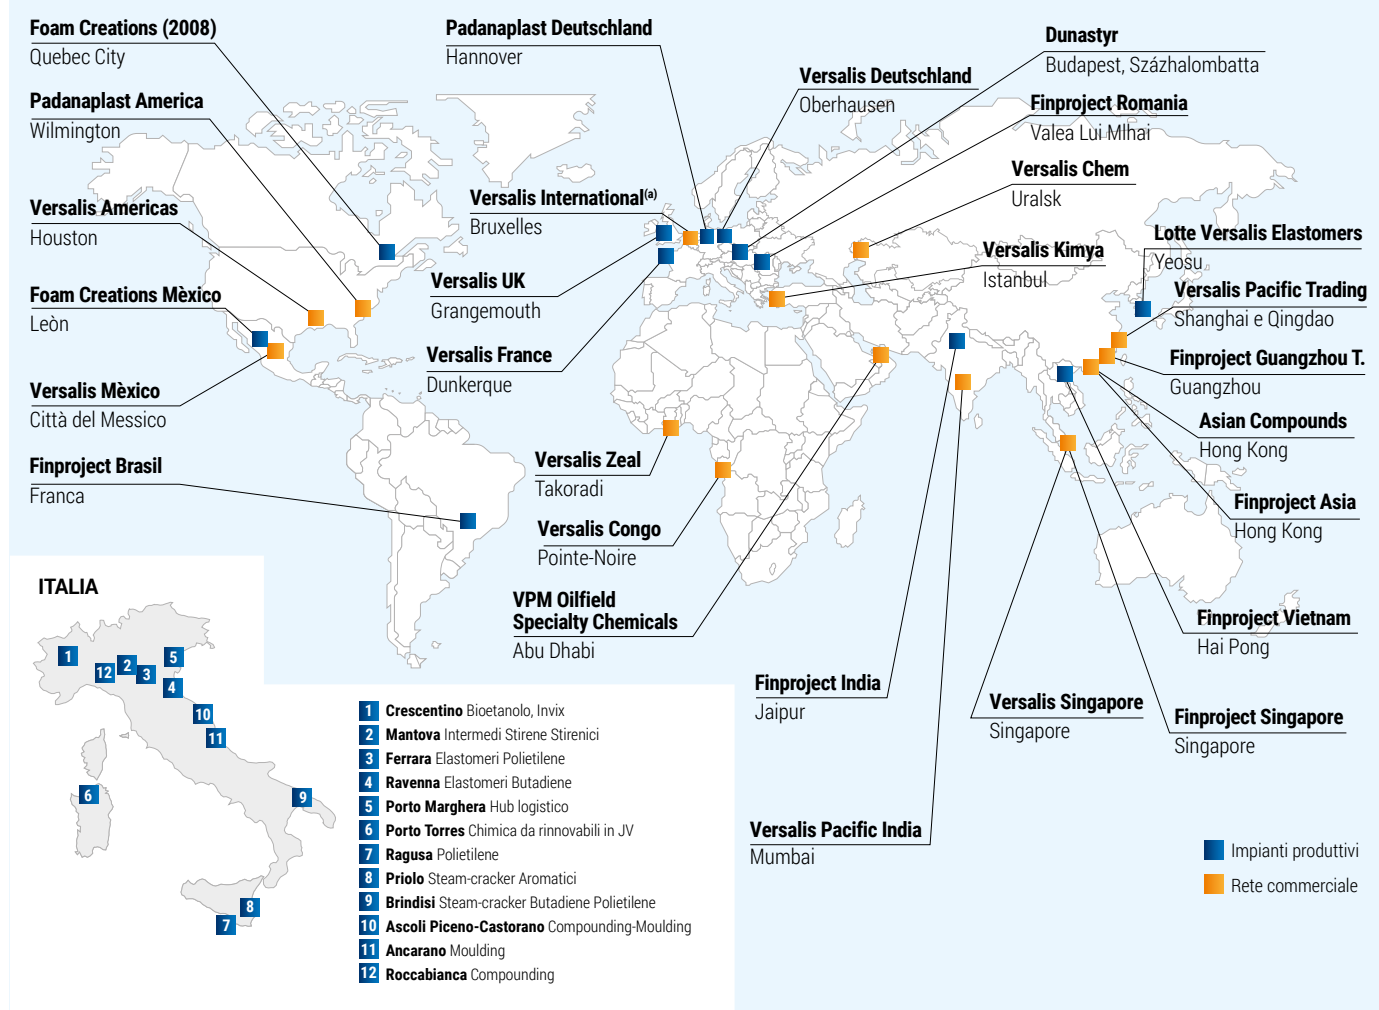 Foam Creations (2008)
Quebec City
Padanaplast America
Wilmington
Versalis Americas
Houston
Foam Creations Mèxico
Leòn
Versalis Mèxico
Città del Messico
Finproject Brasil
Franca
Padanaplast Deutschland
Hannover
Versalis International(a)
Bruxelles
Versalis UK
Grangemouth
Versalis France
Dunkerque
Versalis Zeal
Takoradi
Versalis Congo
Pointe-Noire
VPM Oilfield
Specialty Chemicals
Abu Dhabi
Versalis Deutschland
Oberhausen
Dunastyr
Budapest, Százhalombatta
Finproject Romania
Valea Lui MIhai
Versalis Chem
Uralsk
Versalis Kimya
Istanbul
Lotte Versalis Elastomers
Yeosu
Versalis Pacific Trading
Shanghai e Qingdao
Finproject Guangzhou T.
Guangzhou
Asian Compounds
Hong Kong
Finproject Asia
Hong Kong
Finproject Vietnam
Hai Pong
Finproject Singapore
Singapore
Versalis Singapore
Singapore
Finproject India
Jaipur
Versalis Pacific India
Mumbai
Impianti produttivi
Rete commerciale
ITALIA
1
2
3
4
5
6
7
8
9
10
11
12
1 Crescentino Bioetanolo, Invix
2 Mantova Intermedi Stirene Stirenici
3 Ferrara Elastomeri Polietilene
4 Ravenna Elastomeri Butadiene
5 Porto Marghera Hub logistico
6 Porto Torres Chimica da rinnovabili in JV
7 Ragusa Polietilene
8 Priolo Steam-cracker Aromatici
9 Brindisi Steam-cracker Butadiene Polietilene
10 Ascoli Piceno-Castorano Compounding-Moulding
11 Ancarano Moulding
12 Roccabianca Compounding